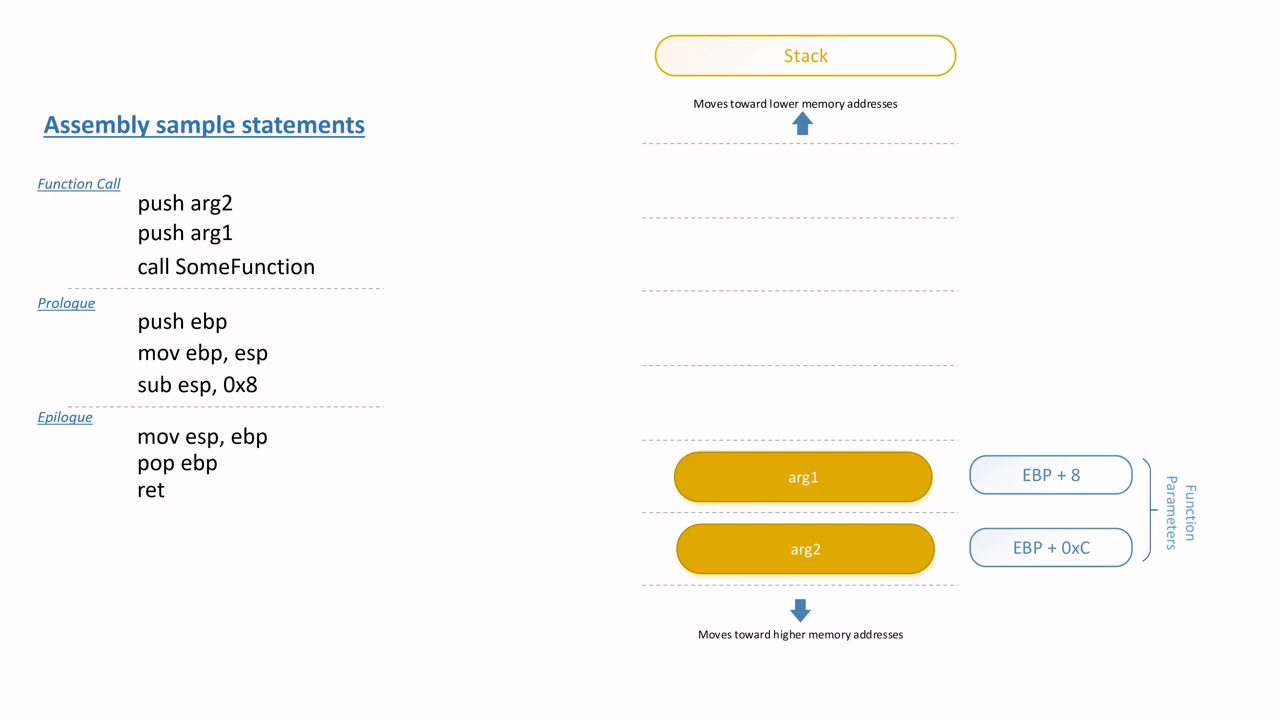 Stack
Moves toward lower memory addresses
Assembly sample statements
Function Call
push arg2
push arg1
call SomeFunction
Prologue
push ebp
mov ebp, esp
sub esp, 0x8
Epilogue
mov esp, ebp
pop ebp
ret
arg1
EBP + 8
arg2
EBP + 0xC
Function
Parameters
Moves toward higher memory addresses